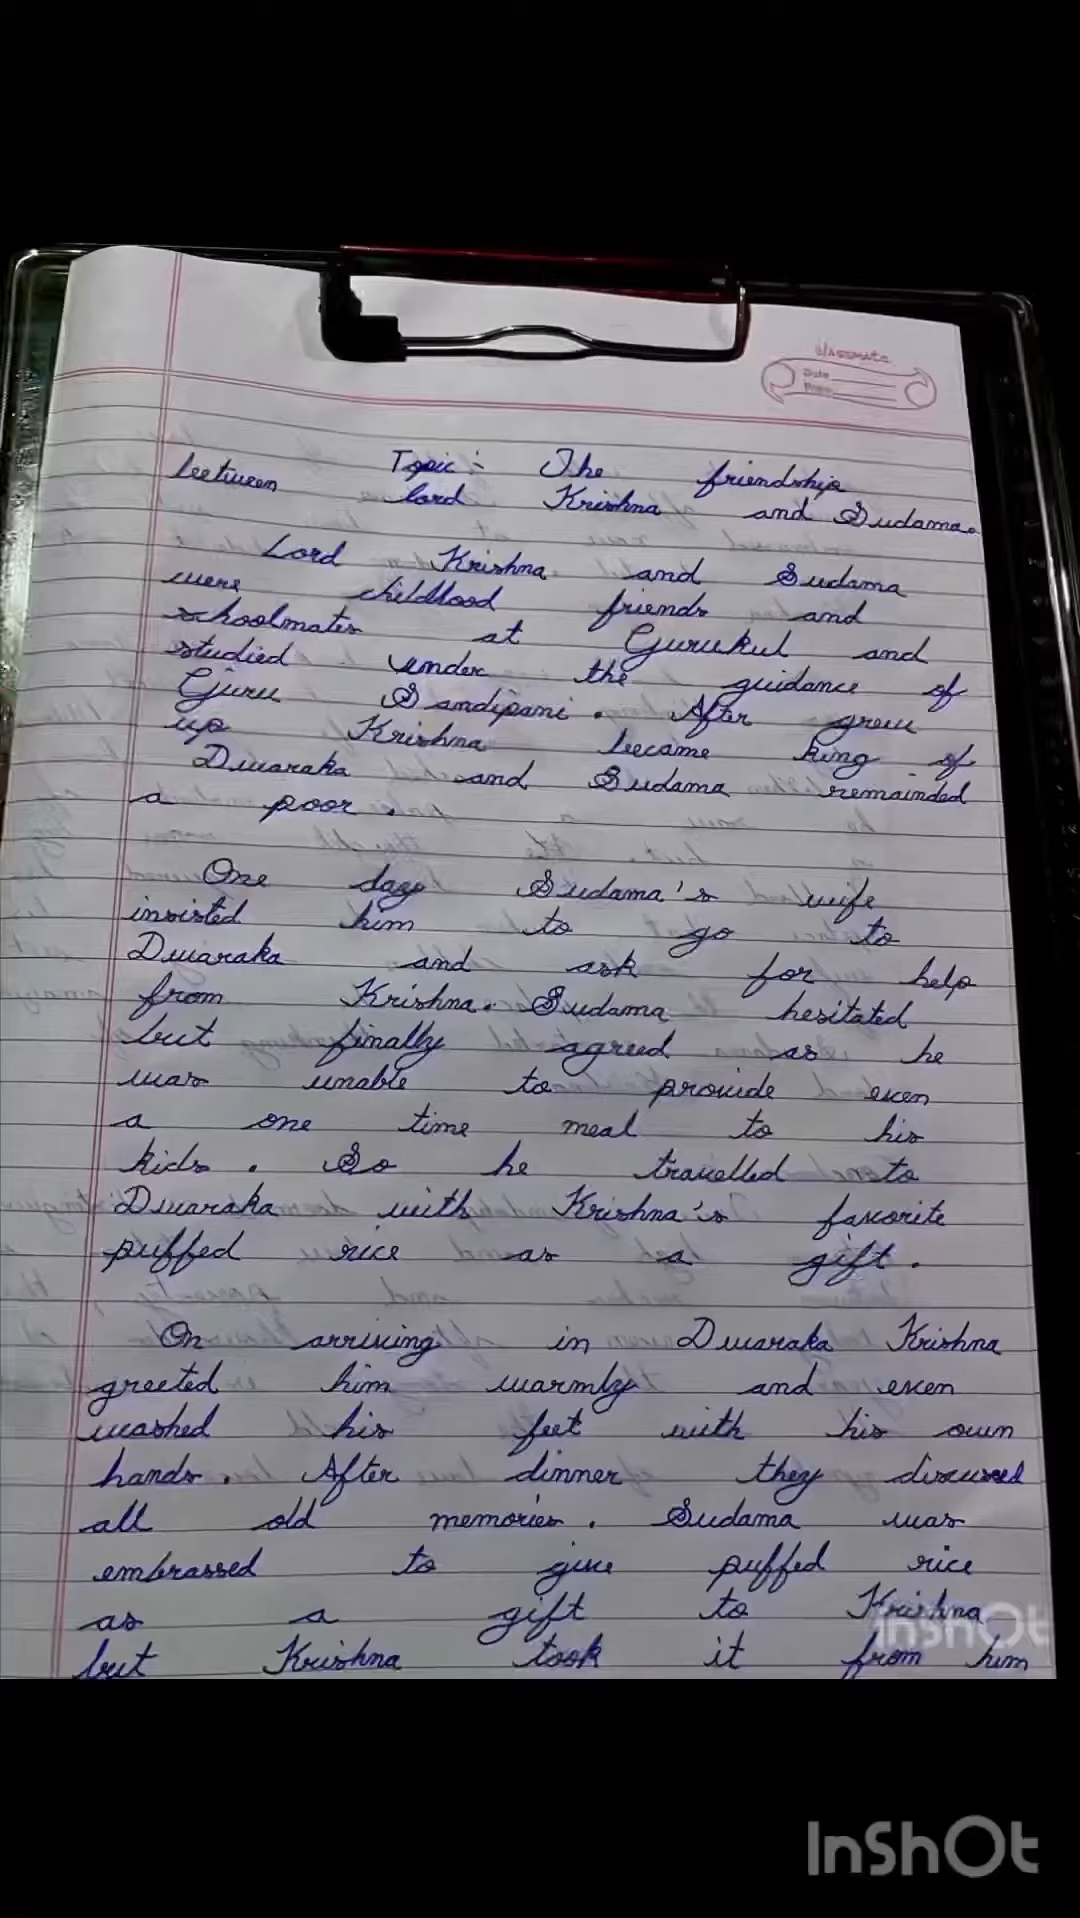 classmate
Date
Page
Topic :- The friendship
between lord Krishna and Sudama.
Lord Krishna and Sudama
were childhood friends and
schoolmates at Gurukul and
studied under the guidance of
Guru Sandipani. After grew
up Krishna became king of
Dwaraka and Sudama remainded
a poor.
One day Sudama's wife
insisted him to go to
Dwaraka and ask for help
from Krishna. Sudama hesitated
but finally agreed as he
was unable to provide even
a one time meal to his
kids. So he travelled to
Dwaraka with Krishna's favorite
puffed rice as a gift.
On arriving in Dwaraka Krishna
greeted him warmly and even
washed his feet with his own
hands. After dinner they discussed
all old memories. Sudama was
embrassed to give puffed rice
as a gift to Krishna
but Krishna took it from him
InShOt
InShOt